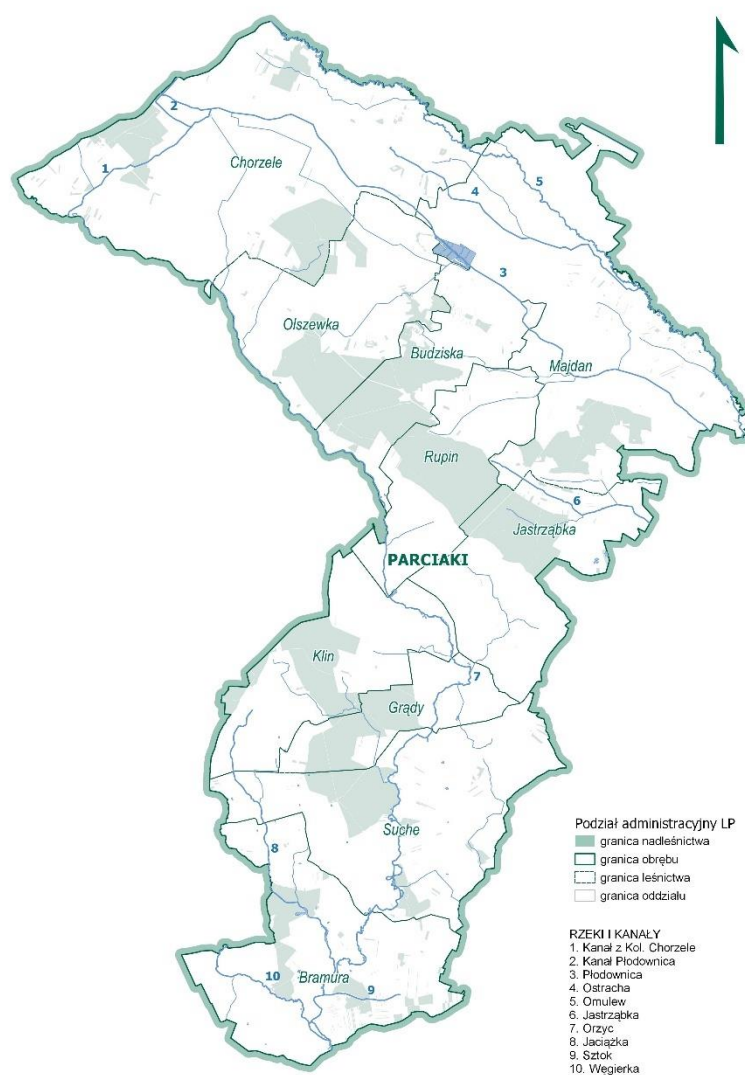 2
1
Chorzele
4
5
3
Olszewka
Budziska
Majdan
Rupin
6
Jastrząbka
PARCIAKI
Klin
7
Grądy
Suche
8
Bramura
10
9
Podział administracyjny LP
granica nadleśnictwa
granica obrębu
granica leśnictwa
granica oddziału
RZEKI I KANAŁY
1. Kanał z Kol. Chorzele
2. Kanał Płodownica
3. Płodownica
4. Ostracha
5. Omulew
6. Jastrząbka
7. Orzyc
8. Jaciążka
9. Sztok
10. Węgierka